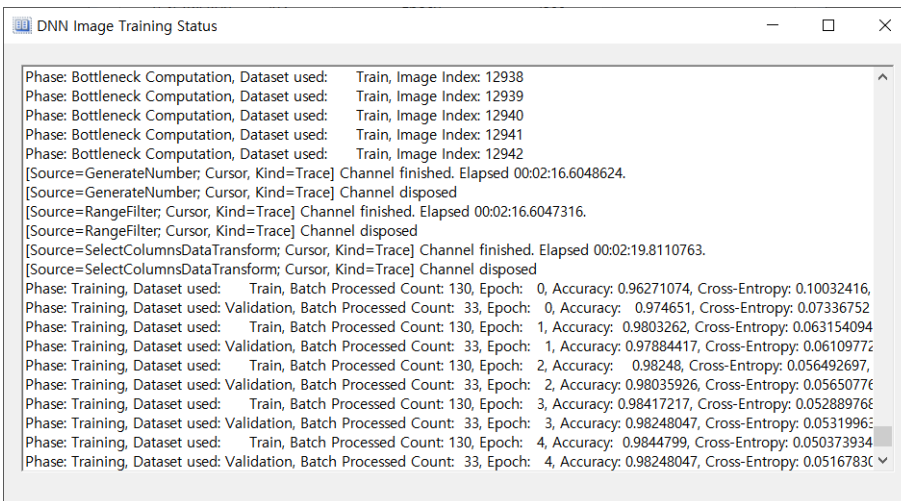 DNN Image Training Status
Phase: Bottleneck Computation, Dataset used: Train, Image Index: 12938
Phase: Bottleneck Computation, Dataset used: Train, Image Index: 12939
Phase: Bottleneck Computation, Dataset used: Train, Image Index: 12940
Phase: Bottleneck Computation, Dataset used: Train, Image Index: 12941
Phase: Bottleneck Computation, Dataset used: Train, Image Index: 12942
[Source=GenerateNumber; Cursor, Kind=Trace] Channel finished. Elapsed 00:02:16.6048624.
[Source=GenerateNumber; Cursor, Kind=Trace] Channel disposed
[Source=RangeFilter; Cursor, Kind=Trace] Channel finished. Elapsed 00:02:16.6047316.
[Source=RangeFilter; Cursor, Kind=Trace] Channel disposed
[Source=SelectColumnsDataTransform; Cursor, Kind=Trace] Channel finished. Elapsed 00:02:19.8110763.
[Source=SelectColumnsDataTransform; Cursor, Kind=Trace] Channel disposed
Phase: Training, Dataset used: Train, Batch Processed Count: 130, Epoch: 0, Accuracy: 0.96271074, Cross-Entropy: 0.10032416,
Phase: Training, Dataset used: Validation, Batch Processed Count: 33, Epoch: 0, Accuracy: 0.974651, Cross-Entropy: 0.07336752
Phase: Training, Dataset used: Train, Batch Processed Count: 130, Epoch: 1, Accuracy: 0.9803262, Cross-Entropy: 0.063154094
Phase: Training, Dataset used: Validation, Batch Processed Count: 33, Epoch: 1, Accuracy: 0.97884417, Cross-Entropy: 0.06109772
Phase: Training, Dataset used: Train, Batch Processed Count: 130, Epoch: 2, Accuracy: 0.98248, Cross-Entropy: 0.056492697,
Phase: Training, Dataset used: Validation, Batch Processed Count: 33, Epoch: 2, Accuracy: 0.98035926, Cross-Entropy: 0.05650776
Phase: Training, Dataset used: Train, Batch Processed Count: 130, Epoch: 3, Accuracy: 0.98417217, Cross-Entropy: 0.052889768
Phase: Training, Dataset used: Validation, Batch Processed Count: 33, Epoch: 3, Accuracy: 0.98248047, Cross-Entropy: 0.05319963
Phase: Training, Dataset used: Train, Batch Processed Count: 130, Epoch: 4, Accuracy: 0.9844799, Cross-Entropy: 0.050373934
Phase: Training, Dataset used: Validation, Batch Processed Count: 33, Epoch: 4, Accuracy: 0.98248047, Cross-Entropy: 0.05167830